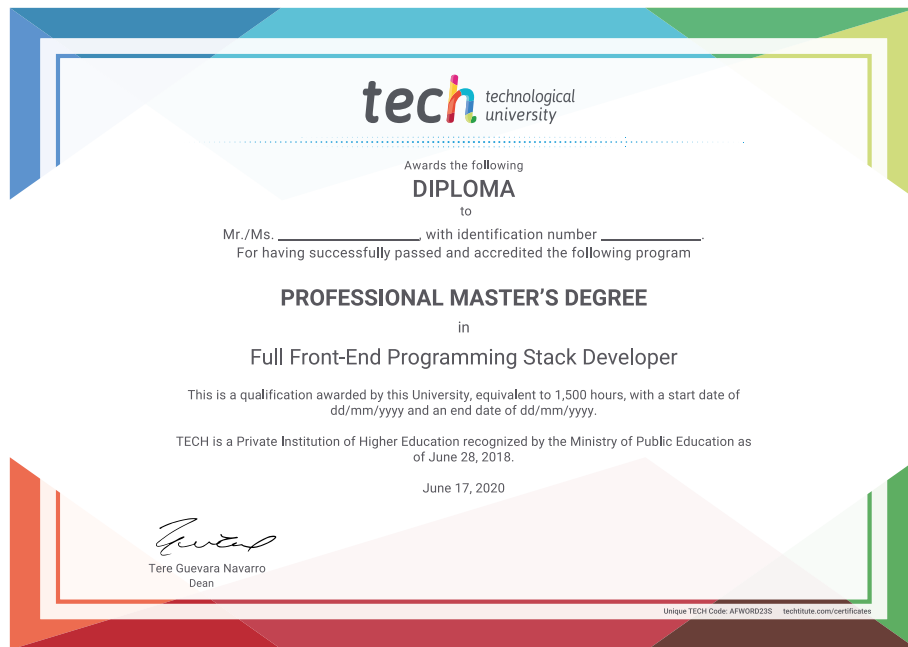 tech technological
university
Awards the following
DIPLOMA
to
Mr./Ms. ____________________, with identification number ______________.
For having successfully passed and accredited the following program
PROFESSIONAL MASTER'S DEGREE
in
Full Front-End Programming Stack Developer
This is a qualification awarded by this University, equivalent to 1,500 hours, with a start date of
dd/mm/yyyy and an end date of dd/mm/yyyy.
TECH is a Private Institution of Higher Education recognized by the Ministry of Public Education as
of June 28, 2018.
June 17, 2020
Tere Guevara Navarro
Dean
Unique TECH Code: AFWORD23S techtitute.com/certificates